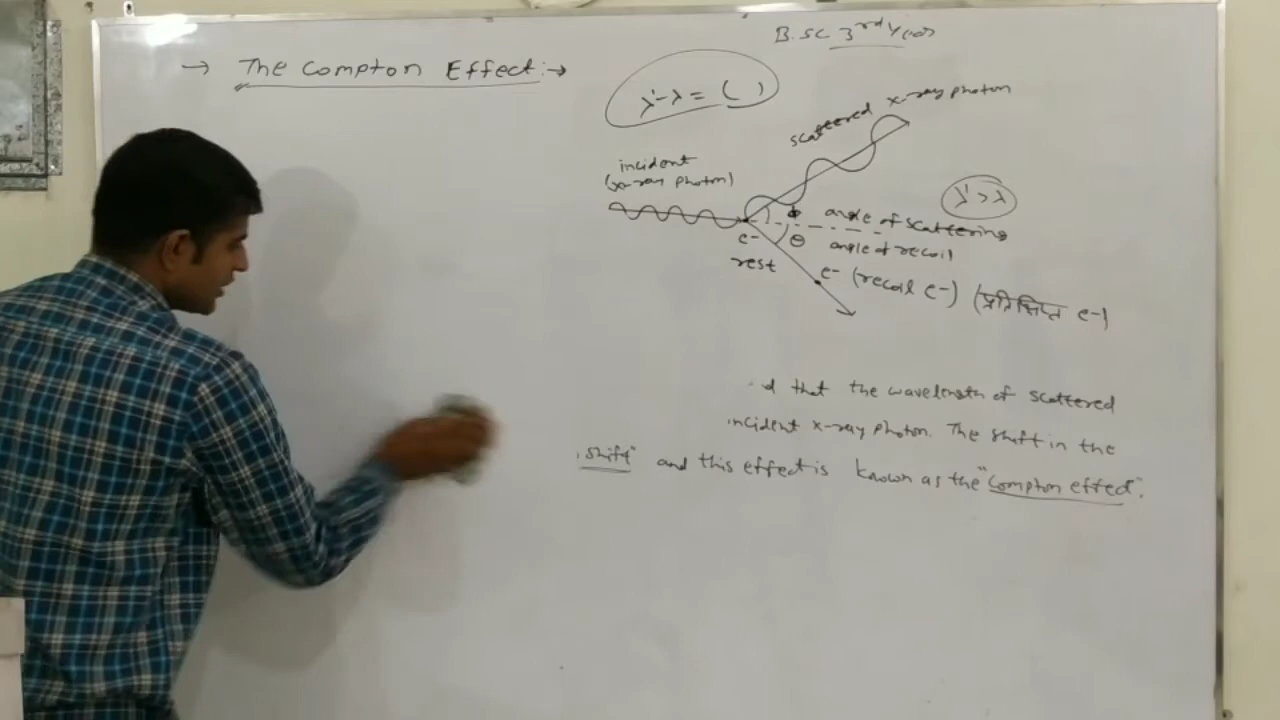 B.Sc 3rd Year
→ The Compton Effect:→
λ'-λ = ( )
scattered x-ray photon
incident
(x-ray photon)
λ' > λ
ϕ angle of scattering
e- θ angle of recoil
rest
e- (recoil e-) (प्रतिक्षिप्त e-)
that the wavelength of scattered
incident x-ray photon. The shift in the
shift" and this effect is known as the "Compton effect".